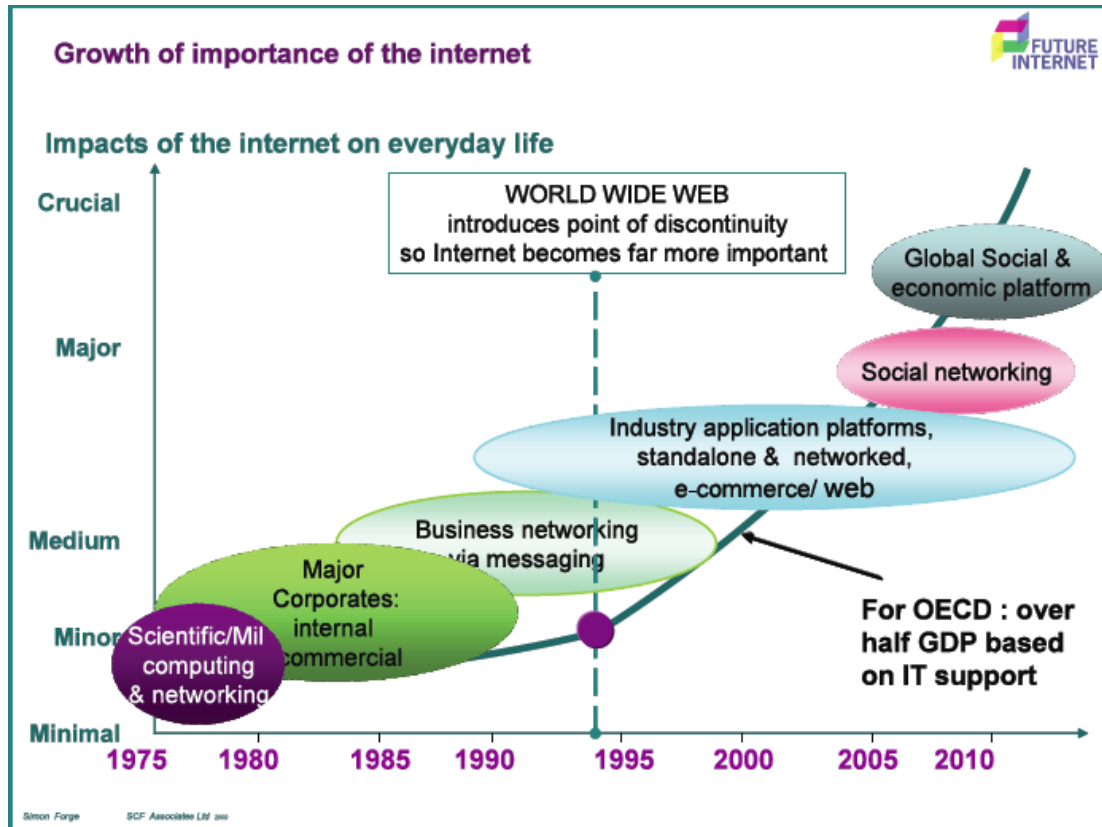 Growth of importance of the internet
FUTURE
INTERNET
Impacts of the internet on everyday life
Crucial
WORLD WIDE WEB
introduces point of discontinuity
so Internet becomes far more important
Global Social &
economic platform
Major
Social networking
Industry application platforms,
standalone & networked,
e-commerce/ web
Medium
Business networking
via messaging
Major
Corporates:
internal
commercial
For OECD : over
half GDP based
on IT support
Minor
Scientific/Mil
computing
& networking
Minimal
1975 1980 1985 1990 1995 2000 2005 2010
Simon Forge SCF Associates Ltd 2009